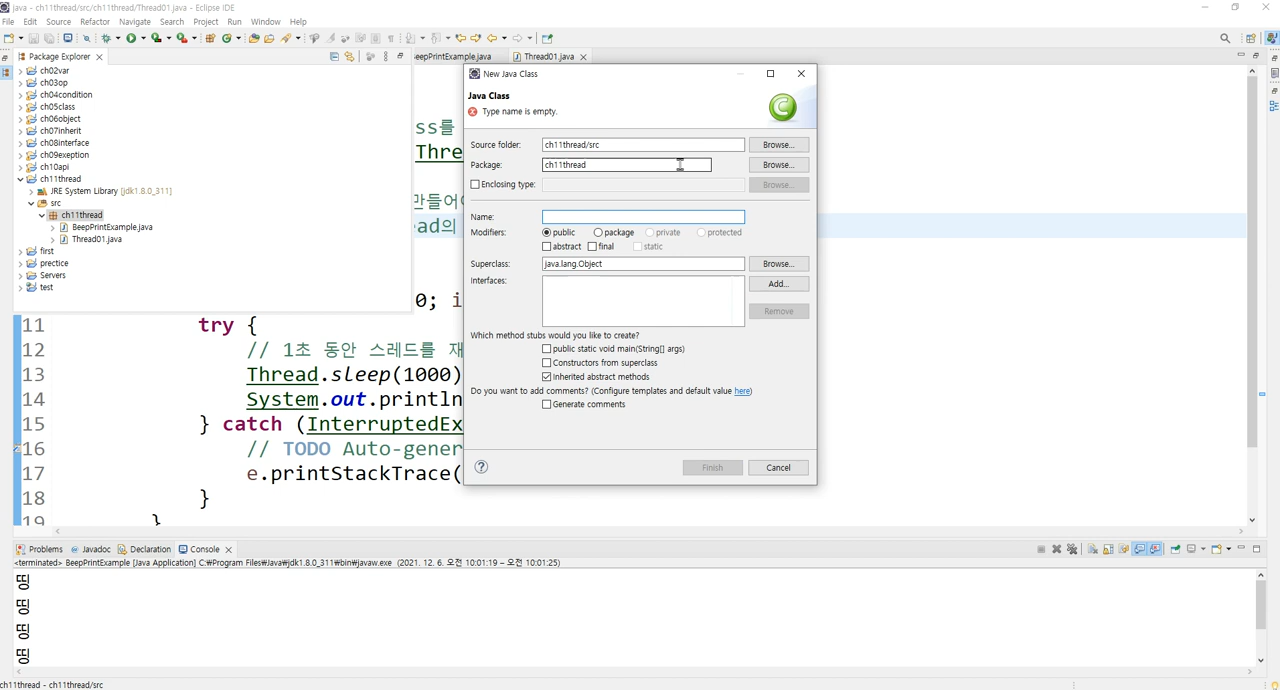 java - ch11thread/src/ch11thread/Thread01.java - Eclipse IDE
File Edit Source Refactor Navigate Search Project Run Window Help
Package Explorer
eepPrintExample.java
Thread01.java
ch02var
ch03op
ch04condition
ch05class
ch06object
ch07inherit
ch08interface
ch09exeption
ch10api
ch11thread
JRE System Library [jdk1.8.0_311]
src
ch11thread
BeepPrintExample.java
Thread01.java
first
prectice
Servers
test
ss를
Thre
만들어
ad의
0; i
11 try {
12 // 1초 동안 스레드를 재
13 Thread.sleep(1000)
14 System.out.println
15 } catch (InterruptedEx
16 // TODO Auto-gener
17 e.printStackTrace(
18 }
19 }
New Java Class
Java Class
Type name is empty.
Source folder: ch11thread/src Browse...
Package: ch11thread Browse...
Enclosing type: Browse...
Name:
Modifiers: public package private protected
abstract final static
Superclass: java.lang.Object Browse...
Interfaces: Add...
Remove
Which method stubs would you like to create?
public static void main(String[] args)
Constructors from superclass
Inherited abstract methods
Do you want to add comments? (Configure templates and default value here)
Generate comments
Finish Cancel
Problems Javadoc Declaration Console
<terminated> BeepPrintExample [Java Application] C:₩Program Files₩Java₩jdk1.8.0_311₩bin₩javaw.exe (2021. 12. 6. 오전 10:01:19 – 오전 10:01:25)
띵
띵
띵
띵
ch11thread - ch11thread/src